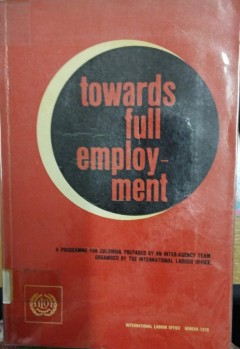 towards
full
employ-
ment
A PROGRAMME FOR COLOMBIA, PREPARED BY AN INTER-AGENCY TEAM
ORGANISED BY THE INTERNATIONAL LABOUR OFFICE
INTERNATIONAL LABOUR OFFICE GENEVA 1970